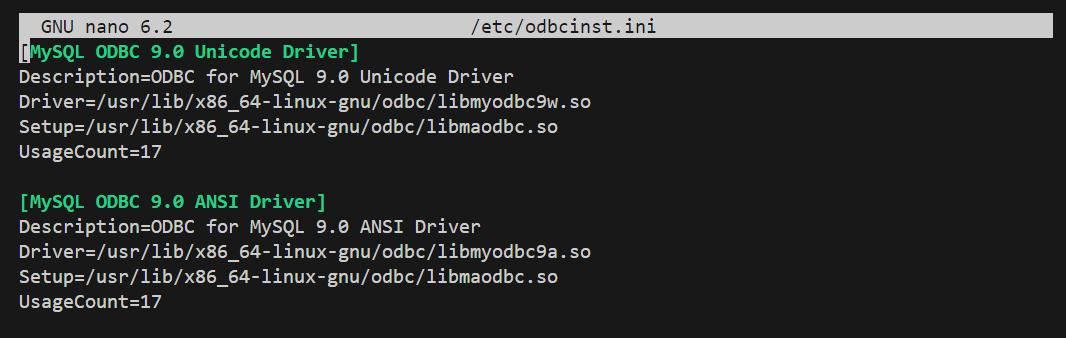 GNU nano 6.2 /etc/odbcinst.ini
[MySQL ODBC 9.0 Unicode Driver]
Description=ODBC for MySQL 9.0 Unicode Driver
Driver=/usr/lib/x86_64-linux-gnu/odbc/libmyodbc9w.so
Setup=/usr/lib/x86_64-linux-gnu/odbc/libmaodbc.so
UsageCount=17
[MySQL ODBC 9.0 ANSI Driver]
Description=ODBC for MySQL 9.0 ANSI Driver
Driver=/usr/lib/x86_64-linux-gnu/odbc/libmyodbc9a.so
Setup=/usr/lib/x86_64-linux-gnu/odbc/libmaodbc.so
UsageCount=17